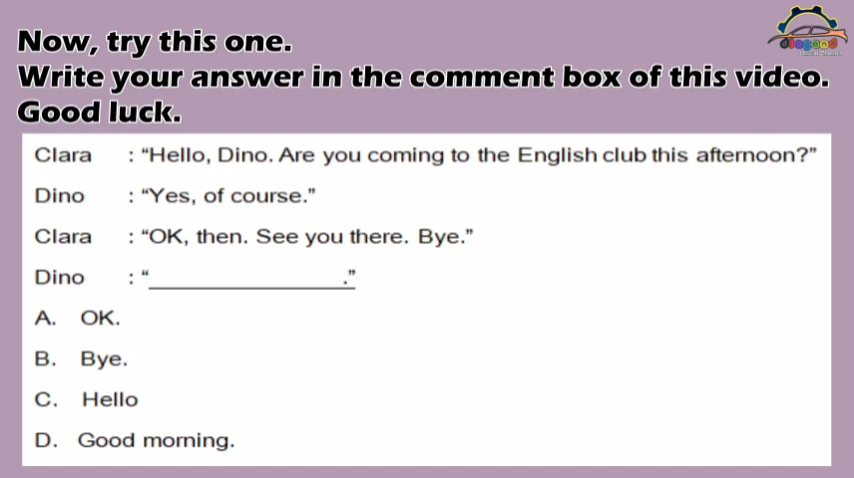 Now, try this one.
Write your answer in the comment box of this video.
Good luck.
Clara : “Hello, Dino. Are you coming to the English club this afternoon?”
Dino : “Yes, of course.”
Clara : “OK, then. See you there. Bye.”
Dino : “____________________.”
A. OK.
B. Bye.
C. Hello
D. Good morning.